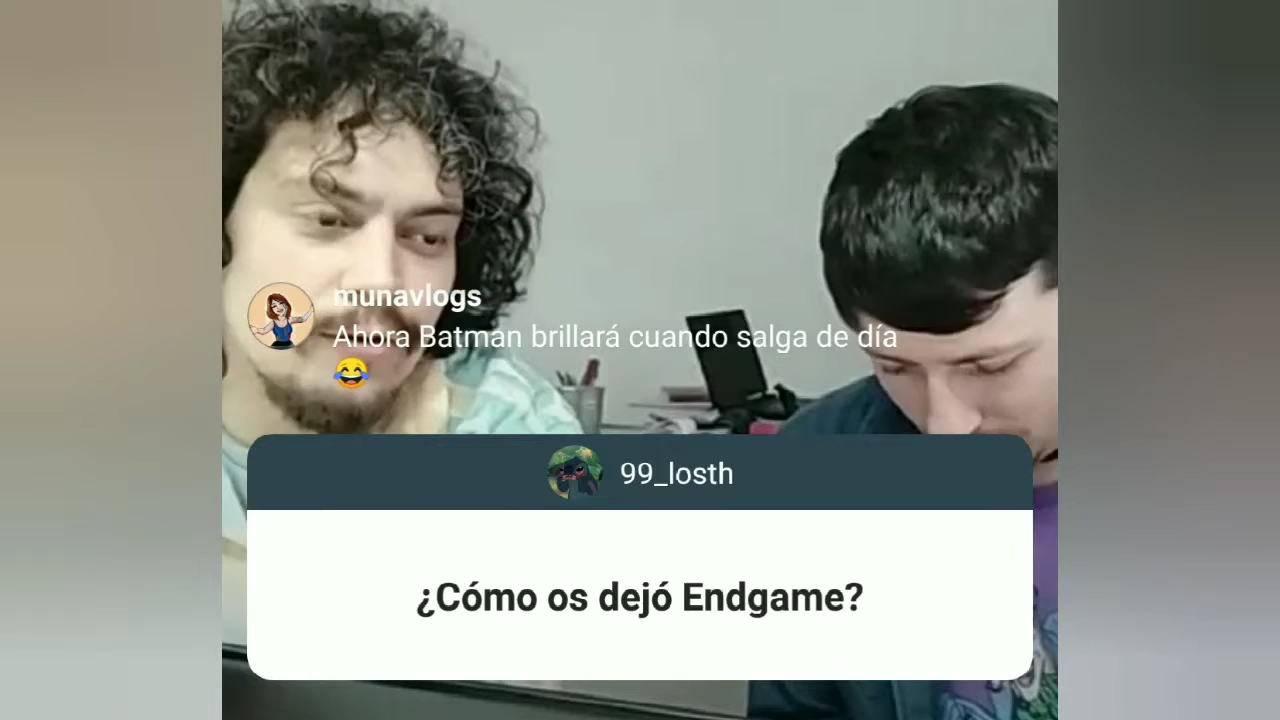 munavlogs
Ahora Batman brillará cuando salga de día
😂
99_losth
¿Cómo os dejó Endgame?